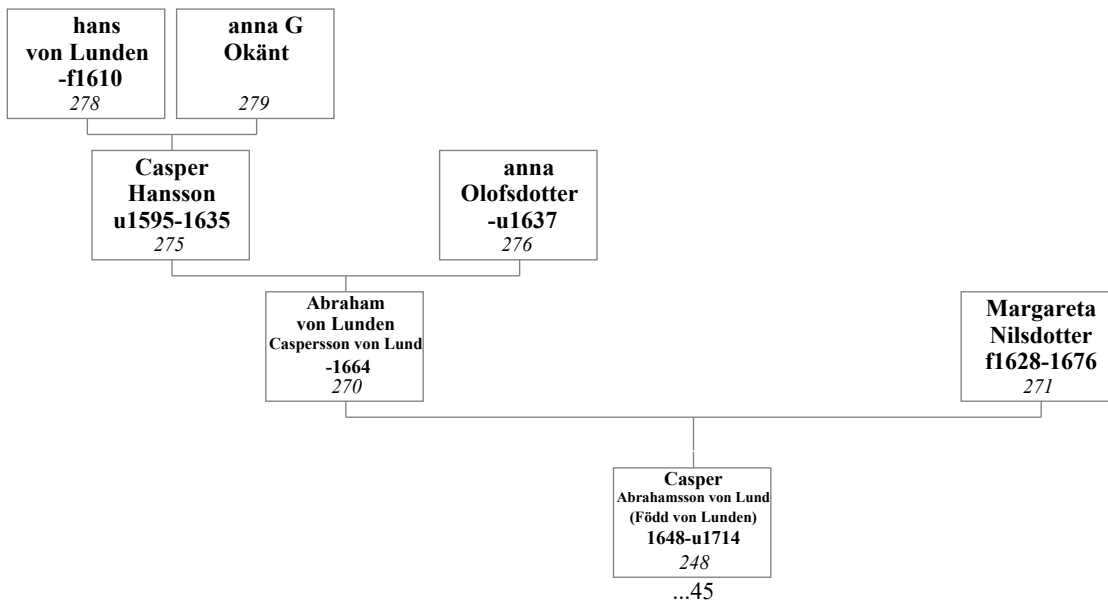 hans
von Lunden
-f1610
278
anna G
Okänt
279
Casper
Hansson
u1595-1635
275
anna
Olofsdotter
-u1637
276
Abraham
von Lunden
Caspersson von Lund
-1664
270
Margareta
Nilsdotter
f1628-1676
271
Casper
Abrahamsson von Lund
(Född von Lunden)
1648-u1714
248
...45